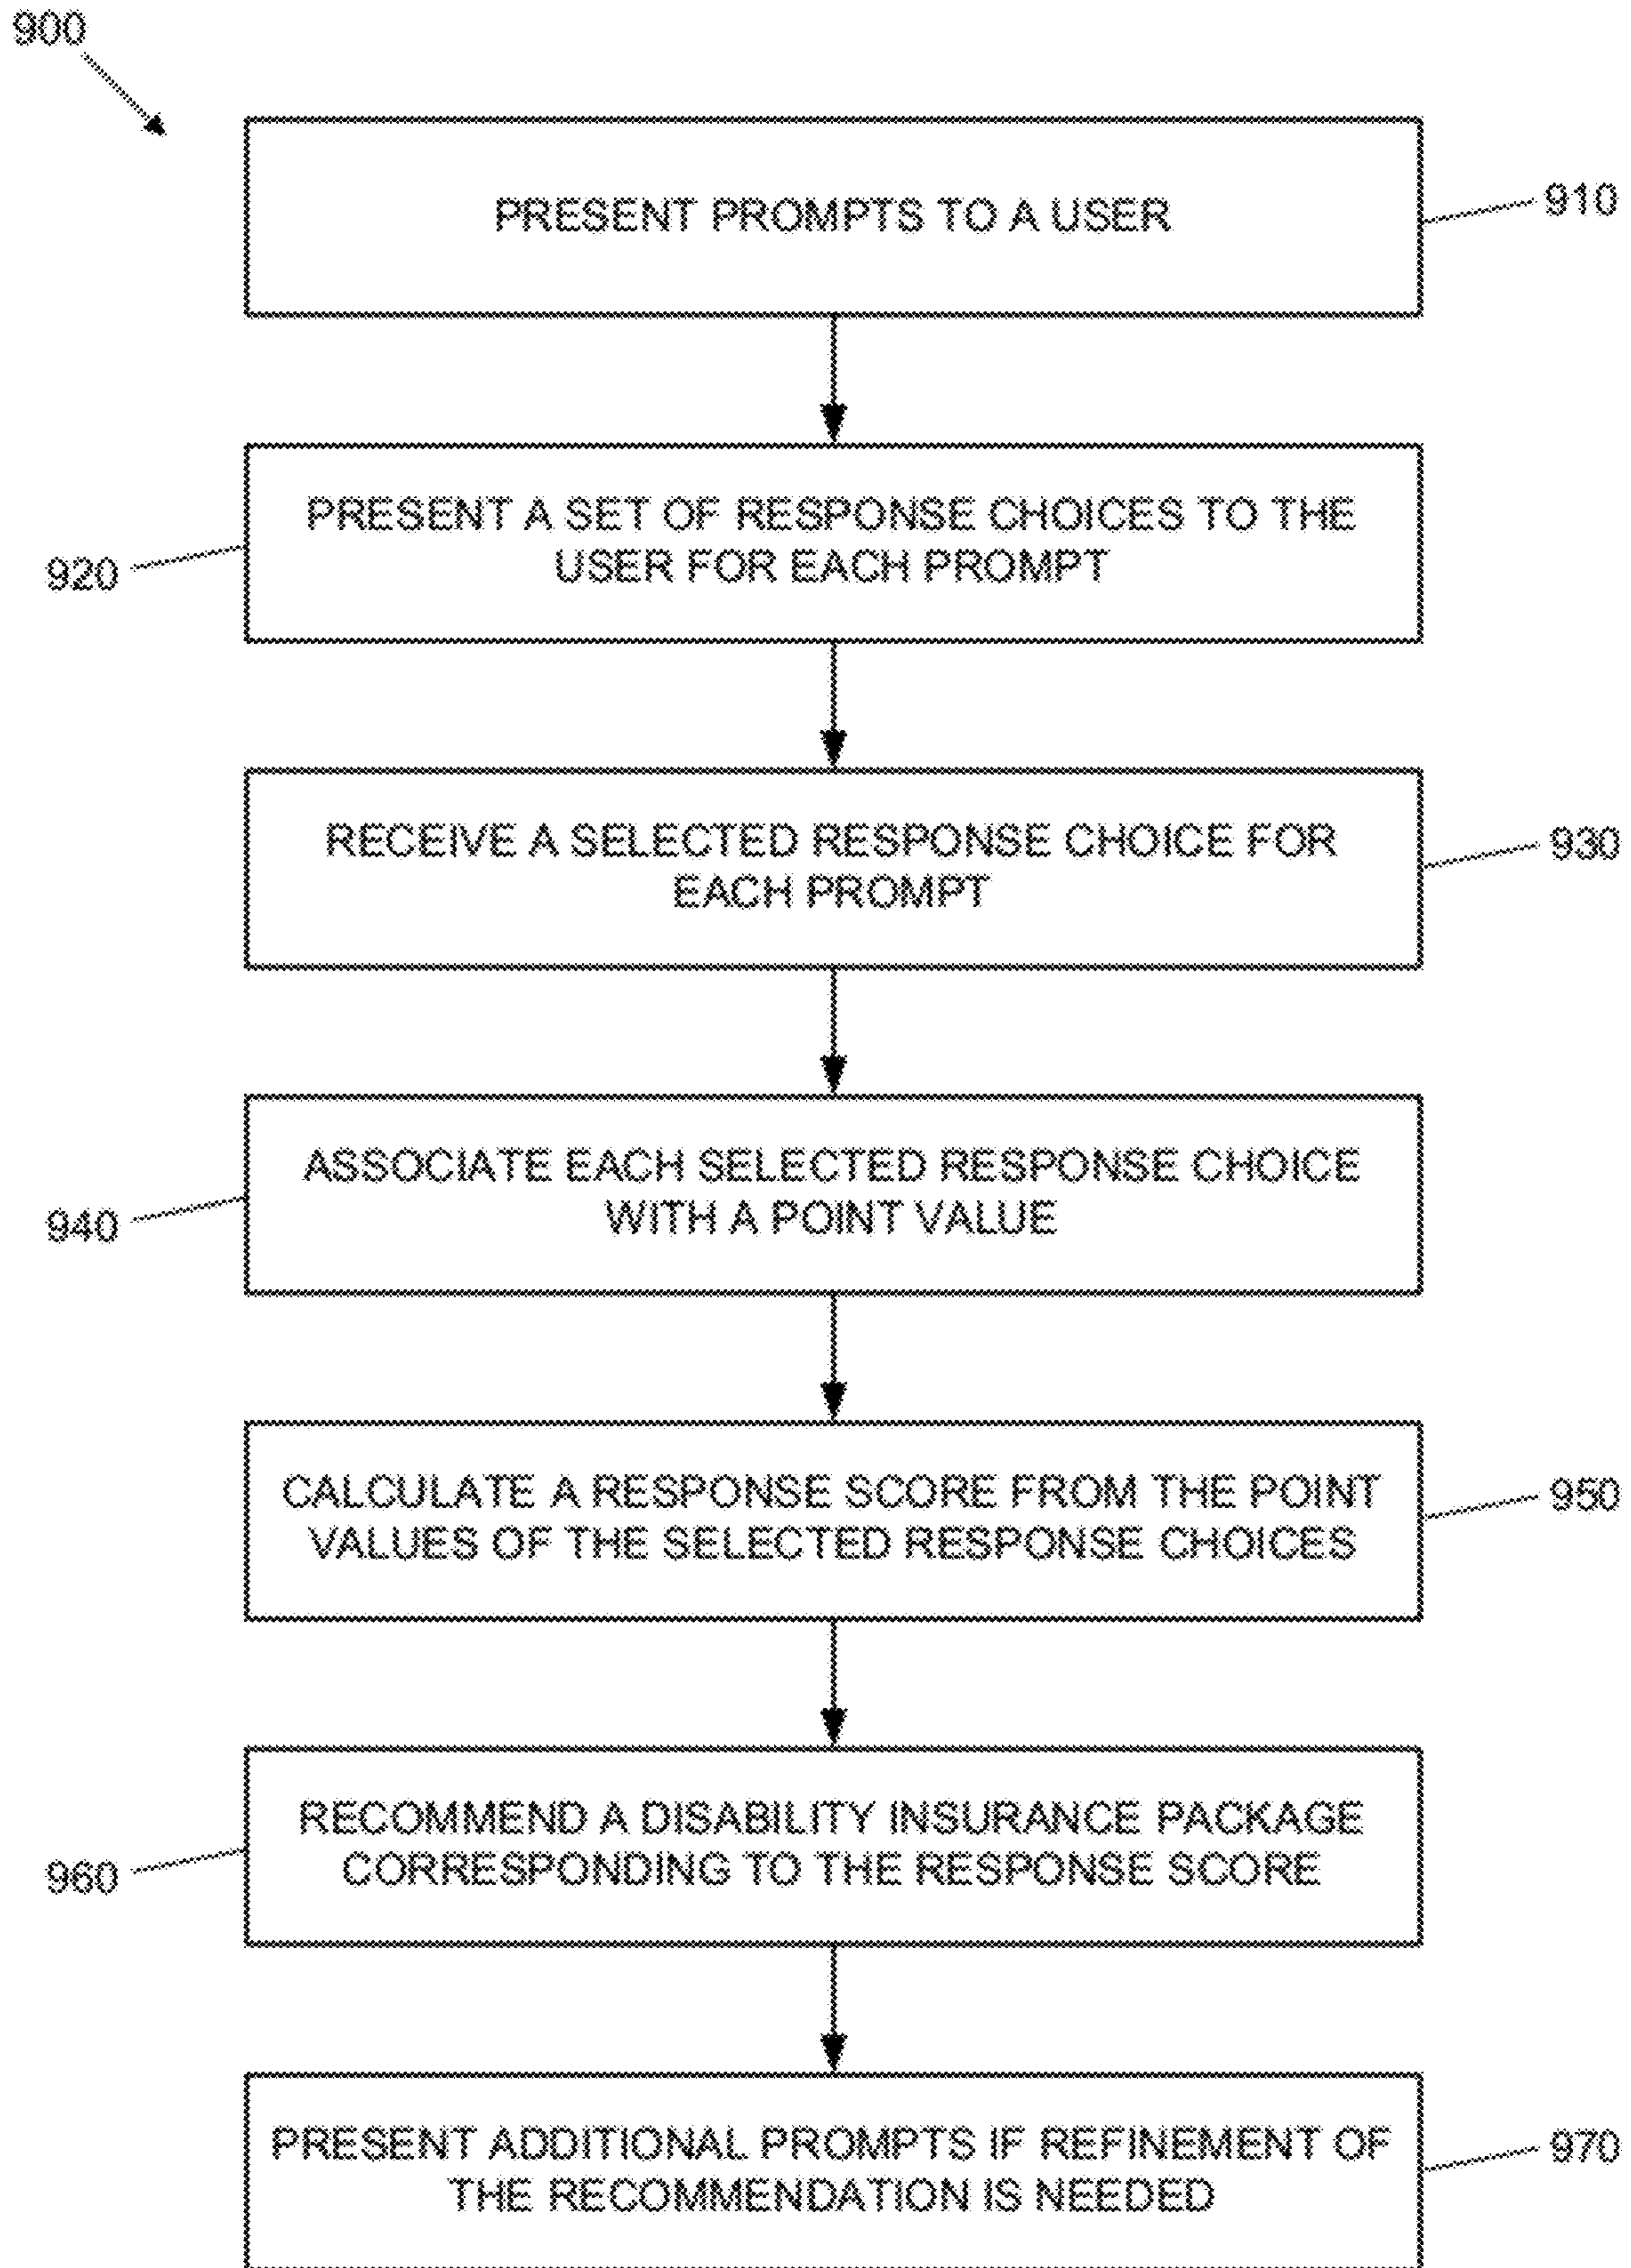 900
PRESENT PROMPTS TO A USER
910
PRESENT A SET OF RESPONSE CHOICES TO THE
USER FOR EACH PROMPT
920
RECEIVE A SELECTED RESPONSE CHOICE FOR
EACH PROMPT
930
ASSOCIATE EACH SELECTED RESPONSE CHOICE
WITH A POINT VALUE
940
CALCULATE A RESPONSE SCORE FROM THE POINT
VALUES OF THE SELECTED RESPONSE CHOICES
950
RECOMMEND A DISABILITY INSURANCE PACKAGE
CORRESPONDING TO THE RESPONSE SCORE
960
PRESENT ADDITIONAL PROMPTS IF REFINEMENT OF
THE RECOMMENDATION IS NEEDED
970